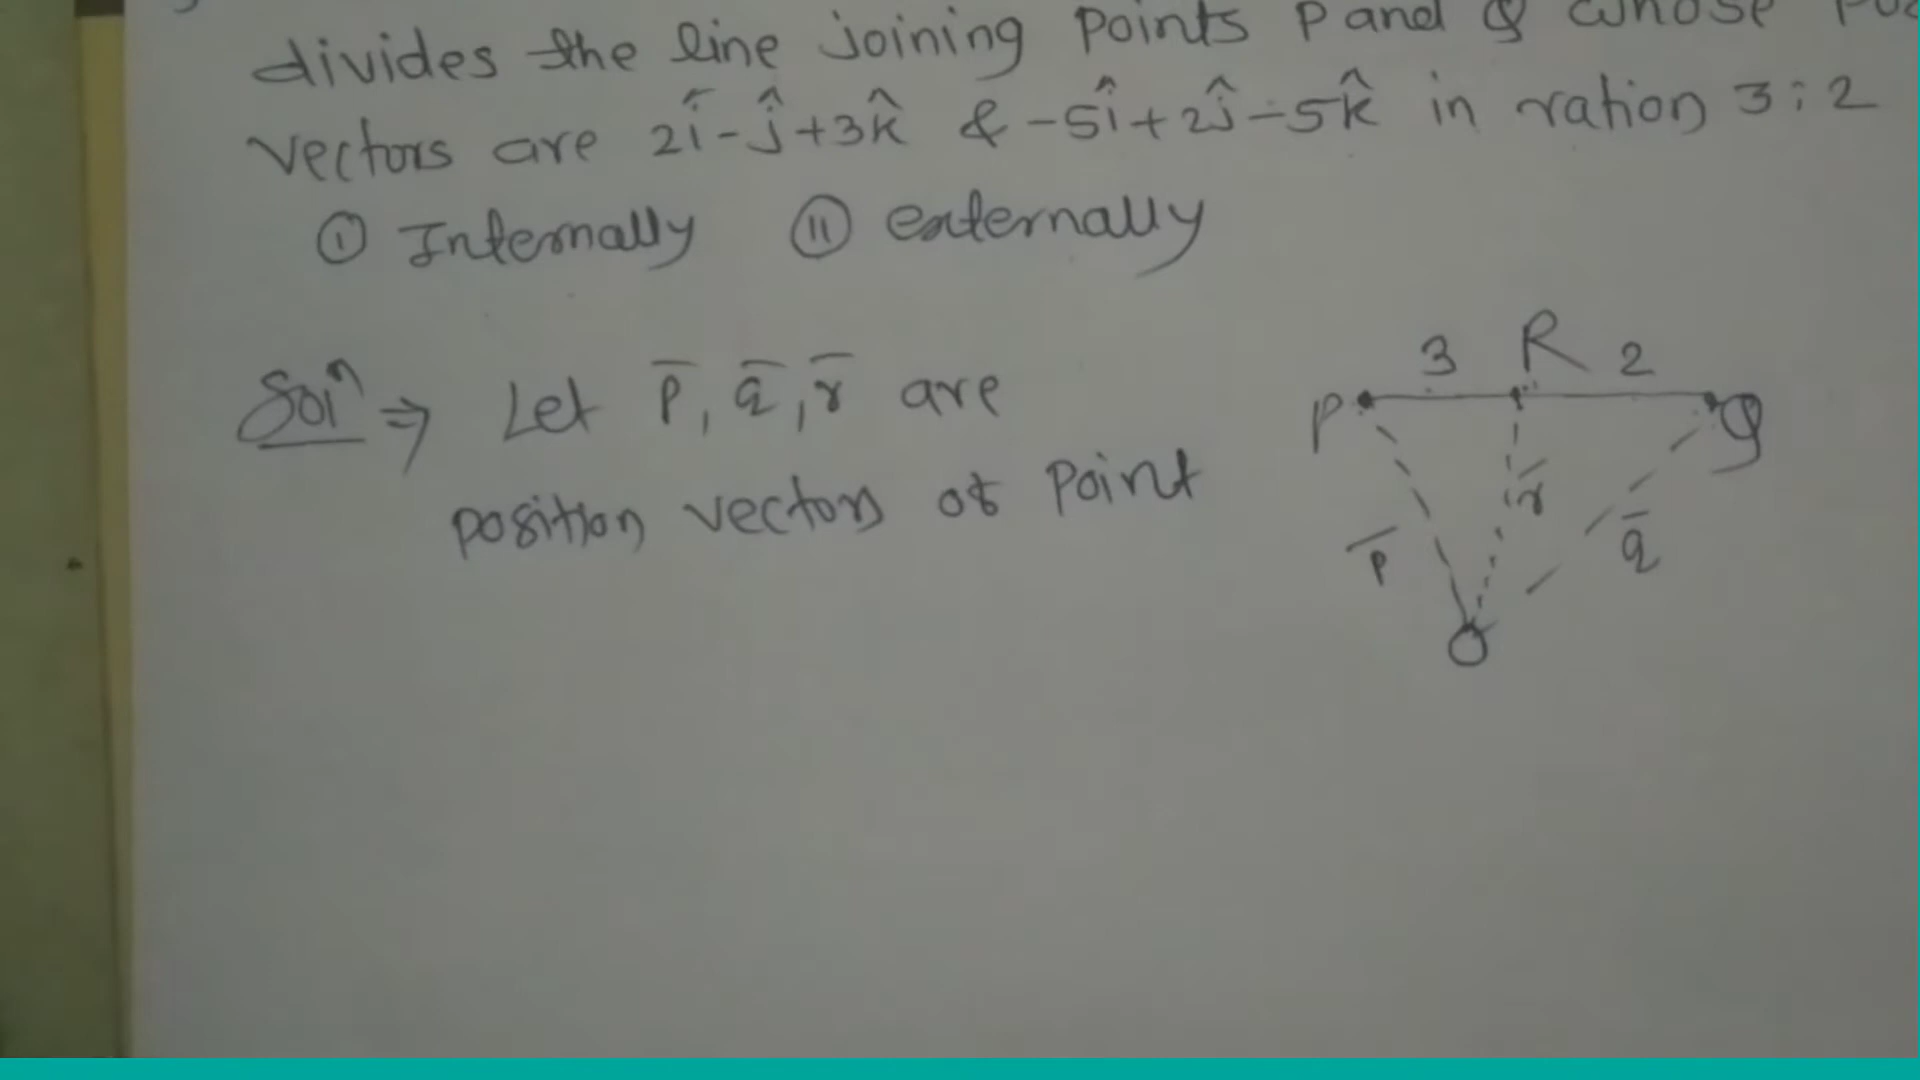 divides the line joining points P and Q whose
vectors are 2î - ĵ + 3k̂ & -5î + 2ĵ - 5k̂ in ration 3:2
① Internally ⑪ externally
Solⁿ ⇒ Let p̄, q̄, r̄ are
position vectors of point
3 R 2
P Q
r̄
p̄ q̄
O